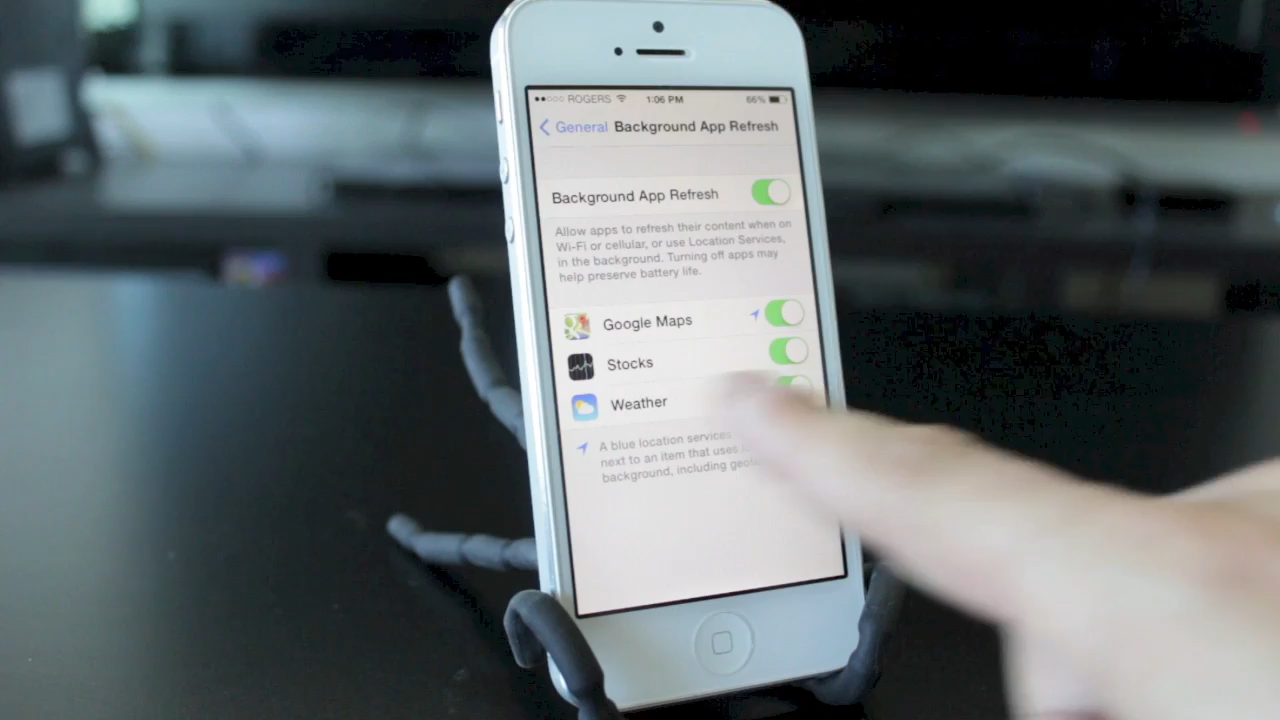 ROGERS 1:06 PM 66%
General Background App Refresh
Background App Refresh
Allow apps to refresh their content when on
Wi-Fi or cellular, or use Location Services,
in the background. Turning off apps may
help preserve battery life.
Google Maps
Stocks
Weather
A blue location services
next to an item that uses
background, including